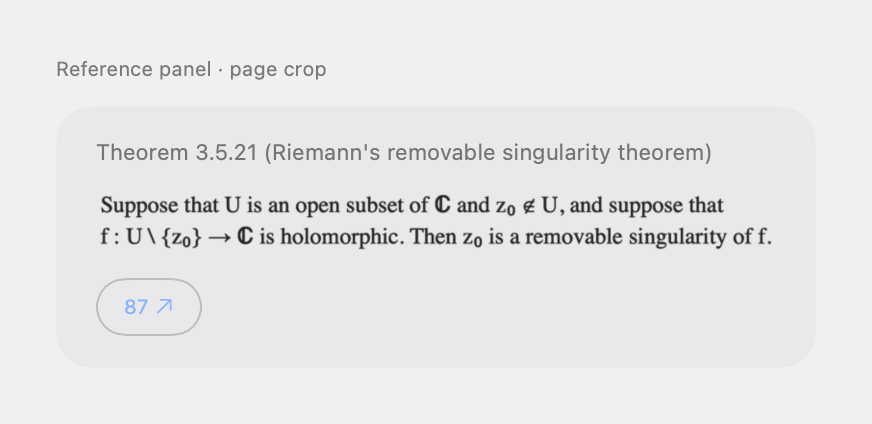 Reference panel · page crop
Theorem 3.5.21 (Riemann's removable singularity theorem)
Suppose that U is an open subset of ℂ and z₀ ∉ U, and suppose that
f : U \ {z₀} → ℂ is holomorphic. Then z₀ is a removable singularity of f.
87 ↗